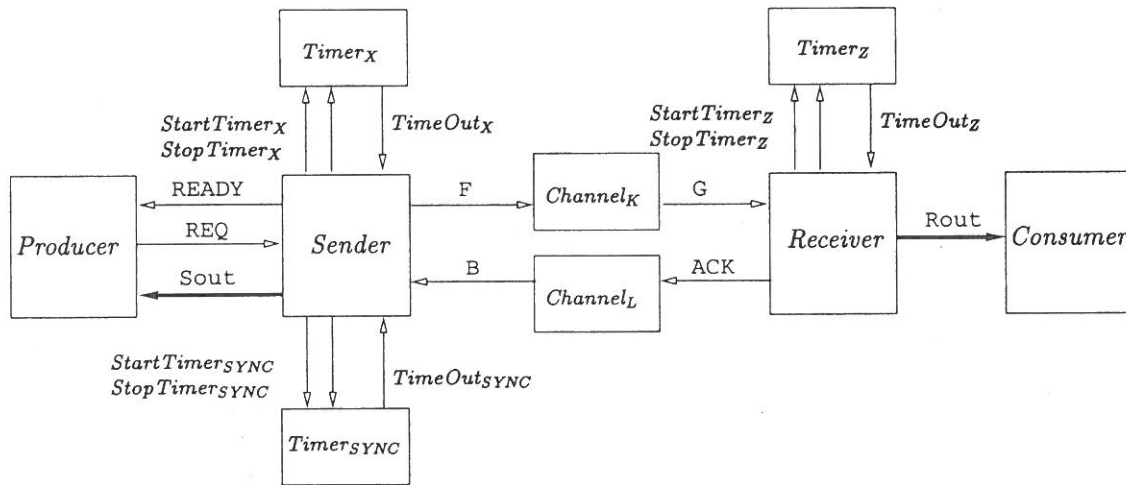 Timer_X
Timer_Z
StartTimer_X
StopTimer_X
TimeOut_X
StartTimer_Z
StopTimer_Z
TimeOut_Z
READY
F
Channel_K
G
Producer
REQ
Sender
Receiver
Rout
Consumer
Sout
B
Channel_L
ACK
StartTimer_SYNC
StopTimer_SYNC
TimeOut_SYNC
Timer_SYNC